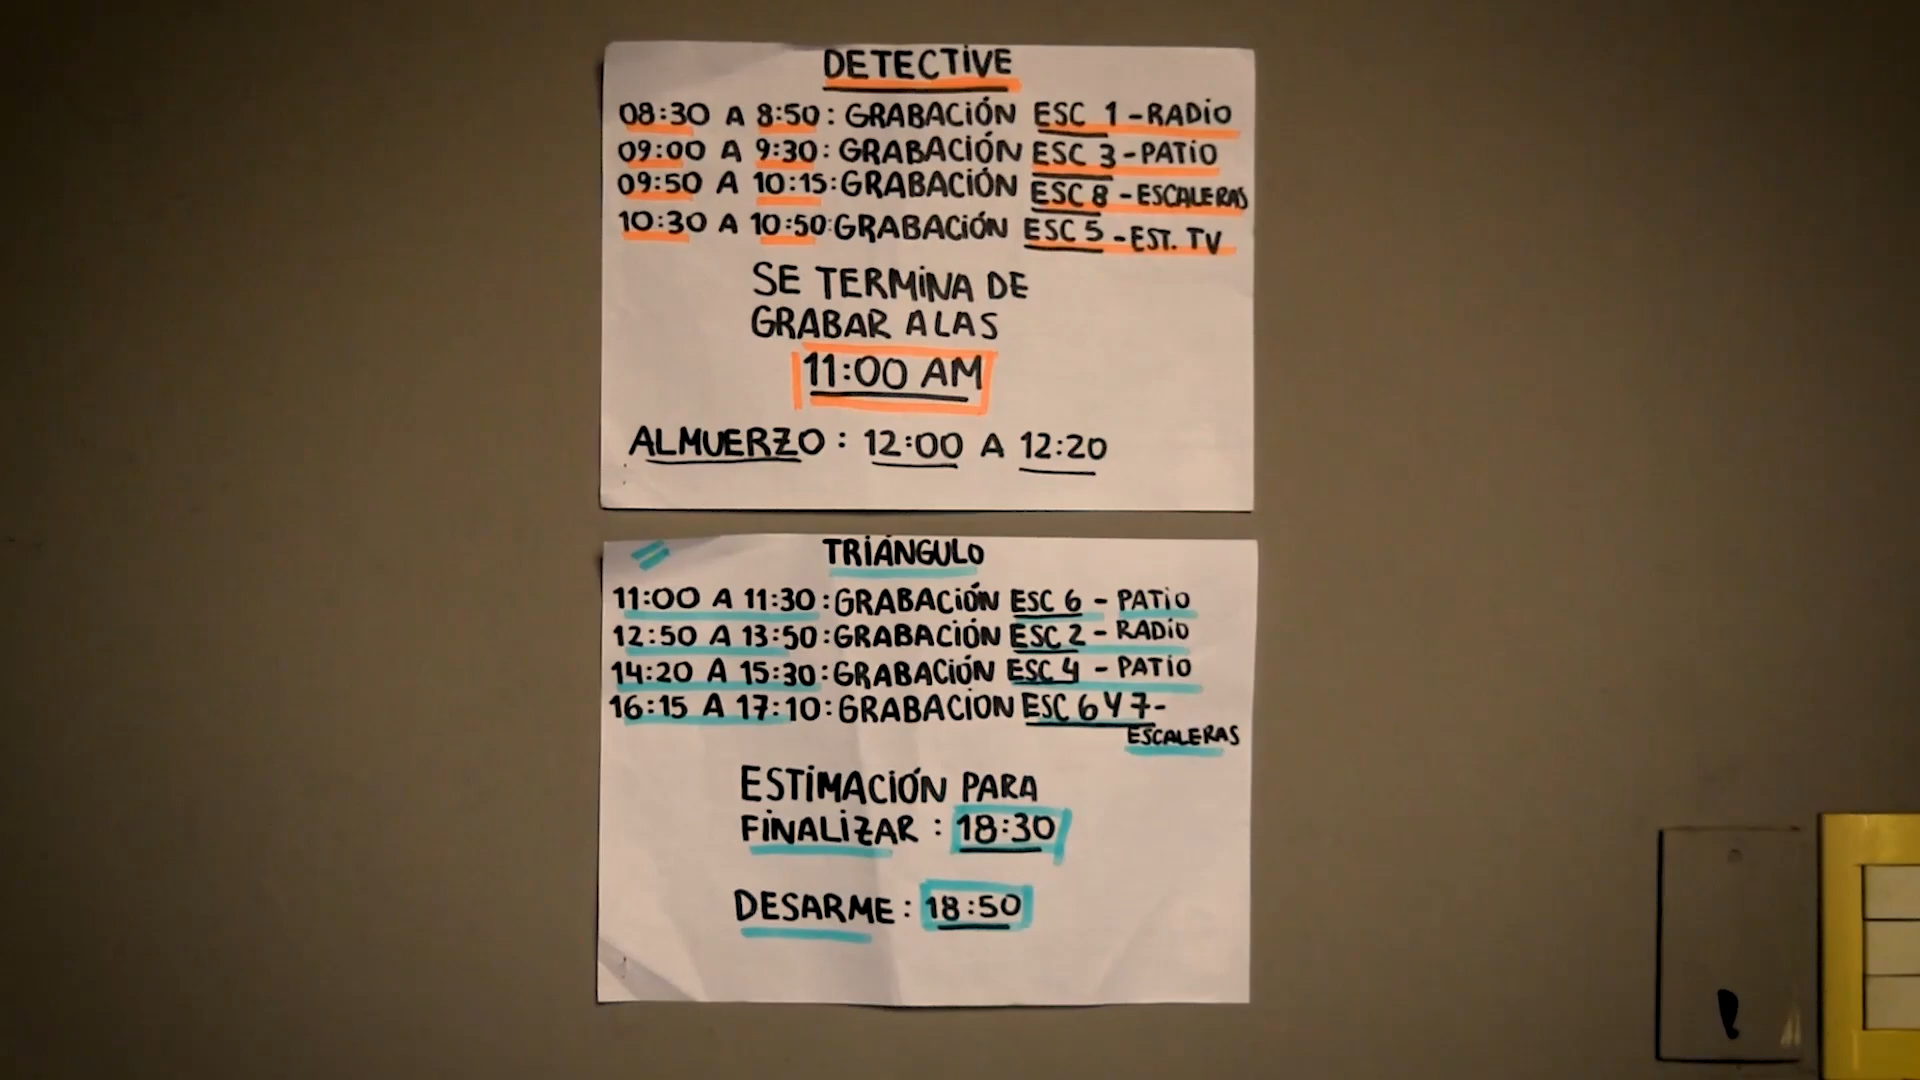 DETECTIVE
08:30 A 8:50: GRABACIÓN ESC 1 - RADIO
09:00 A 9:30: GRABACIÓN ESC 3 - PATIO
09:50 A 10:15: GRABACIÓN ESC 8 - ESCALERAS
10:30 A 10:50: GRABACIÓN ESC 5 - EST. TV
SE TERMINA DE
GRABAR A LAS
11:00 AM
ALMUERZO: 12:00 A 12:20
TRIÁNGULO
11:00 A 11:30: GRABACIÓN ESC 6 - PATIO
12:50 A 13:50: GRABACIÓN ESC 2 - RADIO
14:20 A 15:30: GRABACIÓN ESC 4 - PATIO
16:15 A 17:10: GRABACION ESC 6 Y 7 -
ESCALERAS
ESTIMACIÓN PARA
FINALIZAR: 18:30
DESARME: 18:50